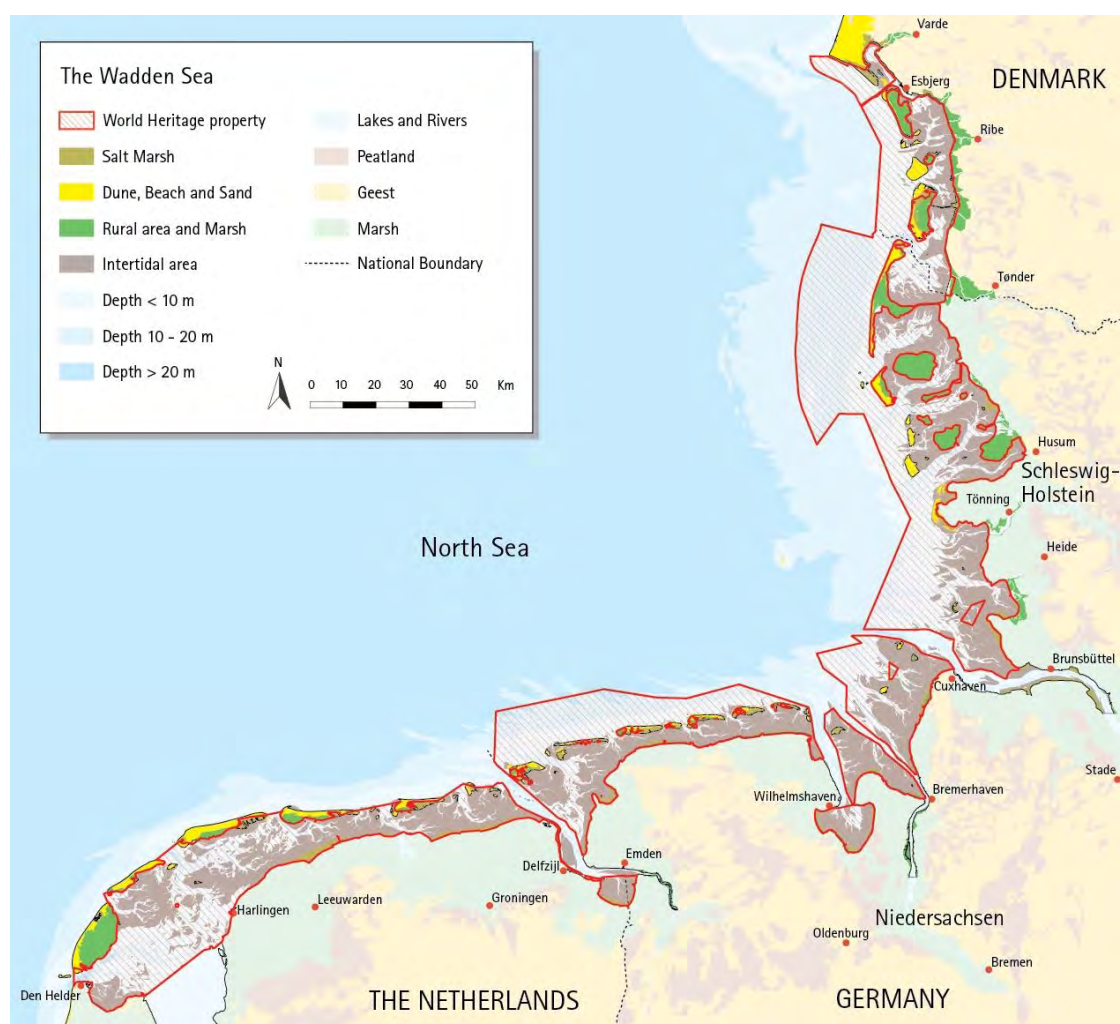 The Wadden Sea
World Heritage property
Salt Marsh
Dune, Beach and Sand
Rural area and Marsh
Intertidal area
Depth < 10 m
Depth 10 - 20 m
Depth > 20 m
Lakes and Rivers
Peatland
Geest
Marsh
National Boundary
N
0 10 20 30 40 50 Km
Varde
DENMARK
Esbjerg
Ribe
Tønder
Husum
Schleswig-
Holstein
Tönning
North Sea
Heide
Brunsbüttel
Cuxhaven
Stade
Wilhelmshaven
Bremerhaven
Emden
Delfzijl
Leeuwarden
Groningen
Harlingen
Niedersachsen
Oldenburg
Bremen
Den Helder
THE NETHERLANDS
GERMANY